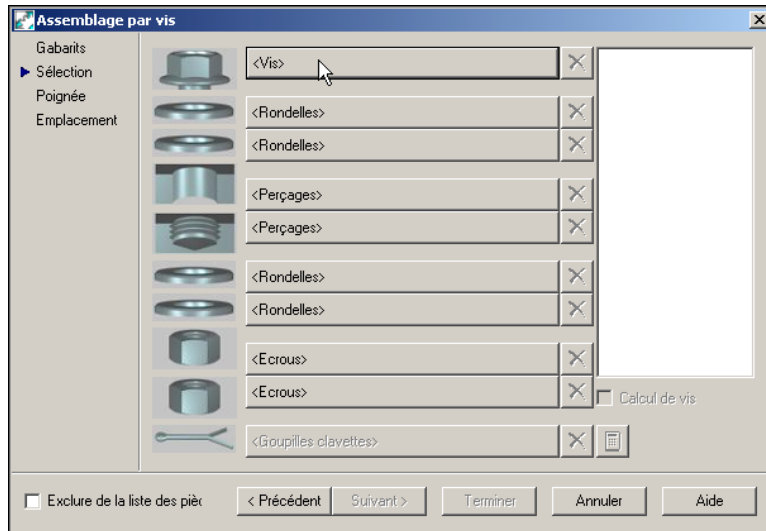 Assemblage par vis
Gabarits
Sélection
Poignée
Emplacement
<Vis>
<Rondelles>
<Rondelles>
<Perçages>
<Perçages>
<Rondelles>
<Rondelles>
<Ecrous>
<Ecrous>
<Goupilles clavettes>
Calcul de vis
Exclure de la liste des pièc
< Précédent
Suivant >
Terminer
Annuler
Aide